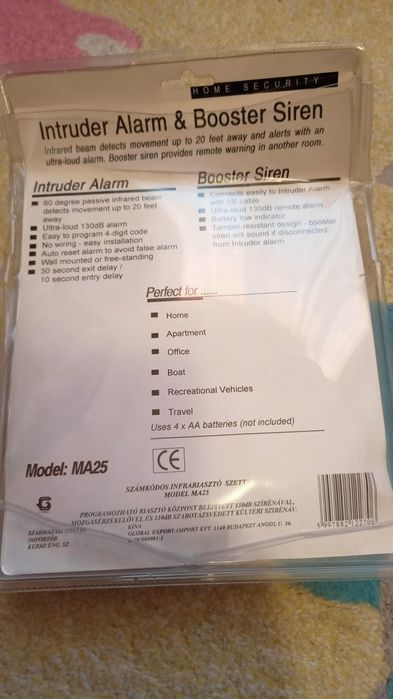 HOME SECURITY
Intruder Alarm & Booster Siren
Infrared beam detects movement up to 20 feet away and alerts with an
ultra-loud alarm. Booster siren provides remote warning in another room.
Intruder Alarm
60 degree passive infrared beam
detects movement up to 20 feet
away
Ultra-loud 130dB alarm
Easy to program 4-digit code
No wiring - easy installation
Auto reset alarm to avoid false alarm
Wall mounted or free-standing
30 second exit delay /
10 second entry delay
Booster Siren
Connects easily to Intruder Alarm
with 50' cable
Ultra-loud 130dB remote alarm
Battery low indicator
Tamper-resistant design - booster
siren will sound if disconnected
from Intruder alarm
Perfect for ......
Home
Apartment
Office
Boat
Recreational Vehicles
Travel
Uses 4 x AA batteries (not included)
Model: MA25
CE
SZÁMKÓDOS INFRARIASZTÓ SZETT
MODEL MA25
PROGRAMOZHATÓ RIASZTÓ KÖZPONT BEÉPÍTETT 130dB SZIRÉNÁVAL,
MOZGÁSÉRZÉKELŐVEL ÉS 130dB SZABOTÁZSVÉDETT KÜLTÉRI SZIRÉNÁV.
KÍNA
IMPORTŐR GLOBAL EXPORT-IMPORT KFT. 1149 BUDAPEST ANGOL U.
KERMI ENG. SZ